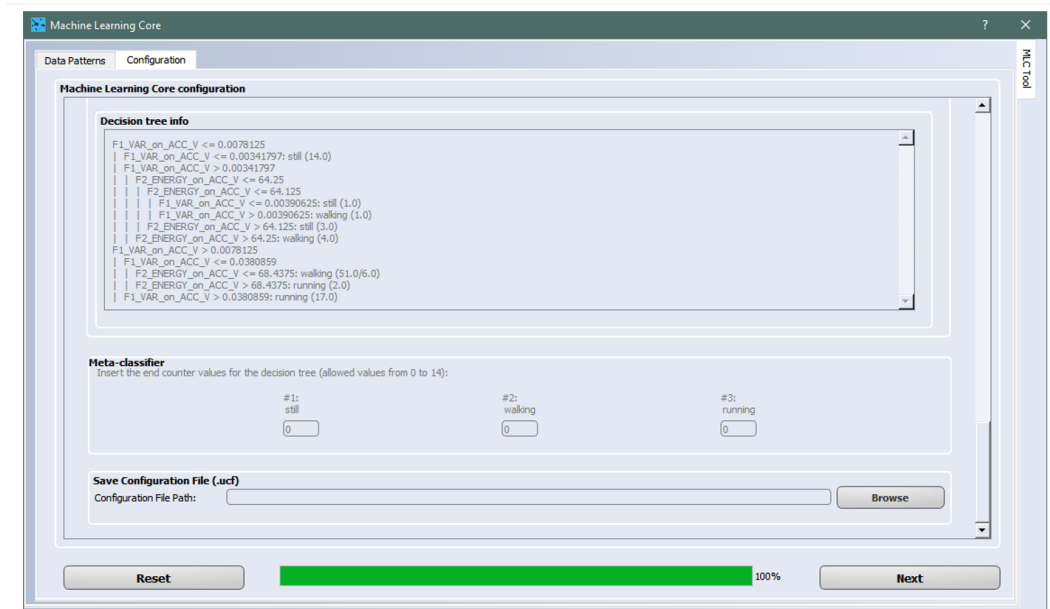 Machine Learning Core ? ×
Data Patterns Configuration
MLC Tool
Machine Learning Core configuration
Decision tree info
F1_VAR_on_ACC_V <= 0.0078125
| F1_VAR_on_ACC_V <= 0.00341797: still (14.0)
| F1_VAR_on_ACC_V > 0.00341797
| | F2_ENERGY_on_ACC_V <= 64.25
| | | F2_ENERGY_on_ACC_V <= 64.125
| | | | F1_VAR_on_ACC_V <= 0.00390625: still (1.0)
| | | | F1_VAR_on_ACC_V > 0.00390625: walking (1.0)
| | | F2_ENERGY_on_ACC_V > 64.125: still (3.0)
| | F2_ENERGY_on_ACC_V > 64.25: walking (4.0)
F1_VAR_on_ACC_V > 0.0078125
| F1_VAR_on_ACC_V <= 0.0380859
| | F2_ENERGY_on_ACC_V <= 68.4375: walking (51.0/6.0)
| | F2_ENERGY_on_ACC_V > 68.4375: running (2.0)
| F1_VAR_on_ACC_V > 0.0380859: running (17.0)
Meta-classifier
Insert the end counter values for the decision tree (allowed values from 0 to 14):
#1: #2: #3:
still walking running
0 0 0
Save Configuration File (.ucf)
Configuration File Path: Browse
Reset 100% Next